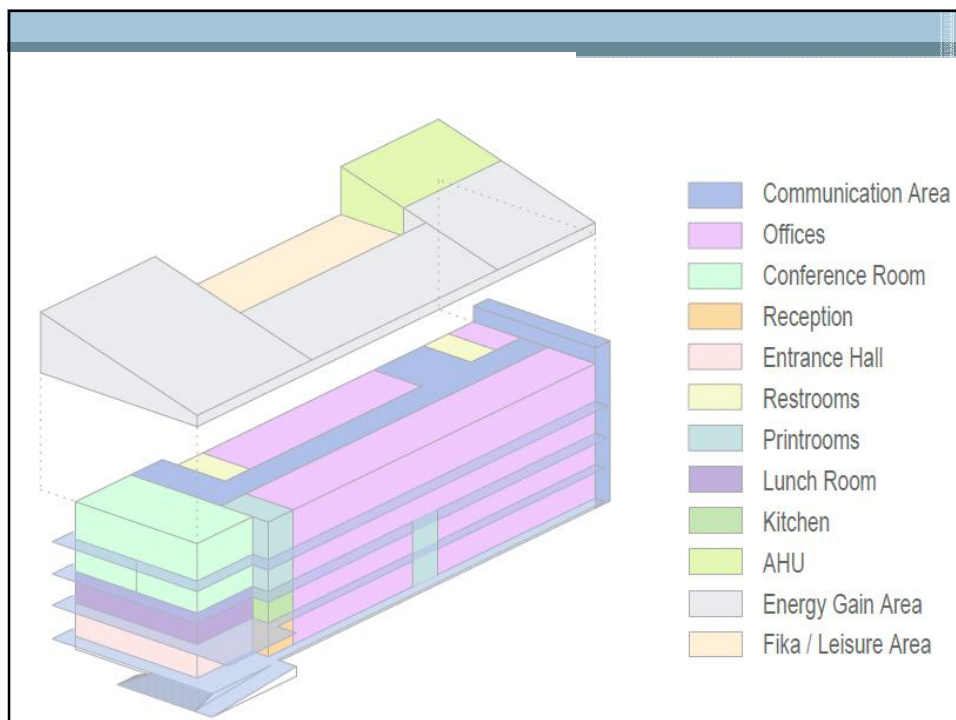 Communication Area
Offices
Conference Room
Reception
Entrance Hall
Restrooms
Printrooms
Lunch Room
Kitchen
AHU
Energy Gain Area
Fika / Leisure Area